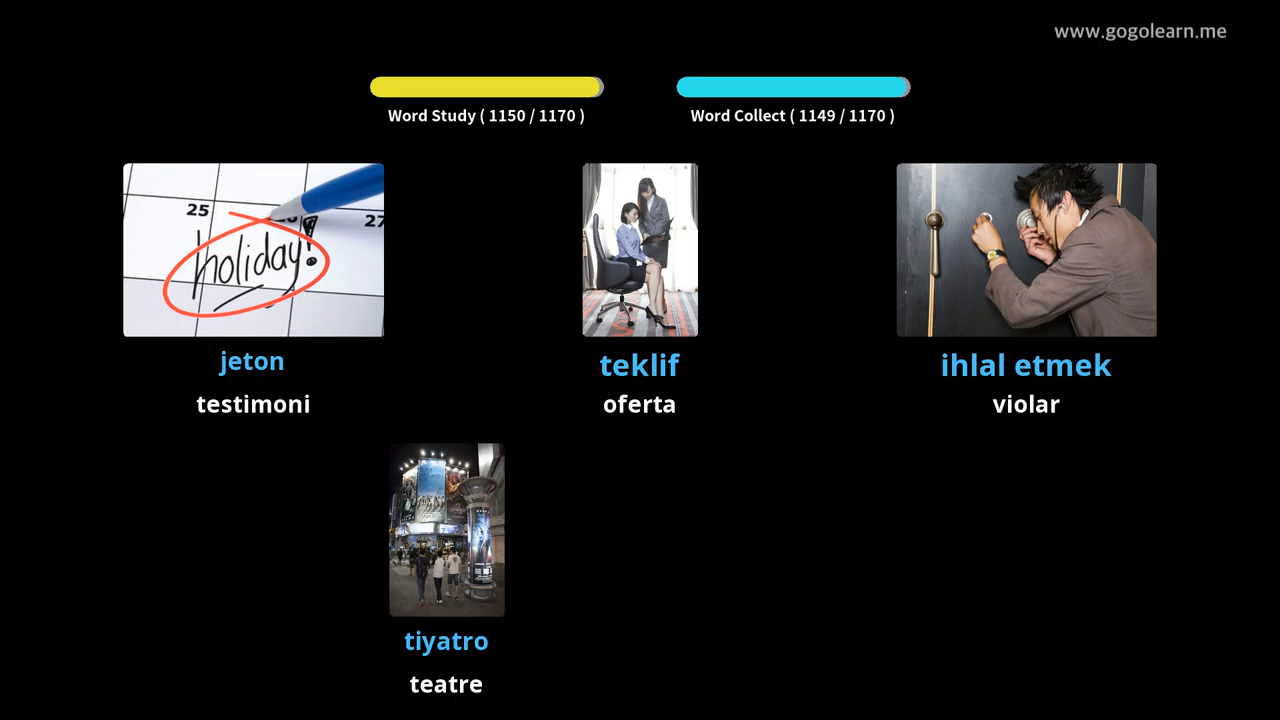 www.gogolearn.me
Word Study ( 1150 / 1170 )
Word Collect ( 1149 / 1170 )
25
27
holiday!
jeton
testimoni
teklif
oferta
ihlal etmek
violar
tiyatro
teatre